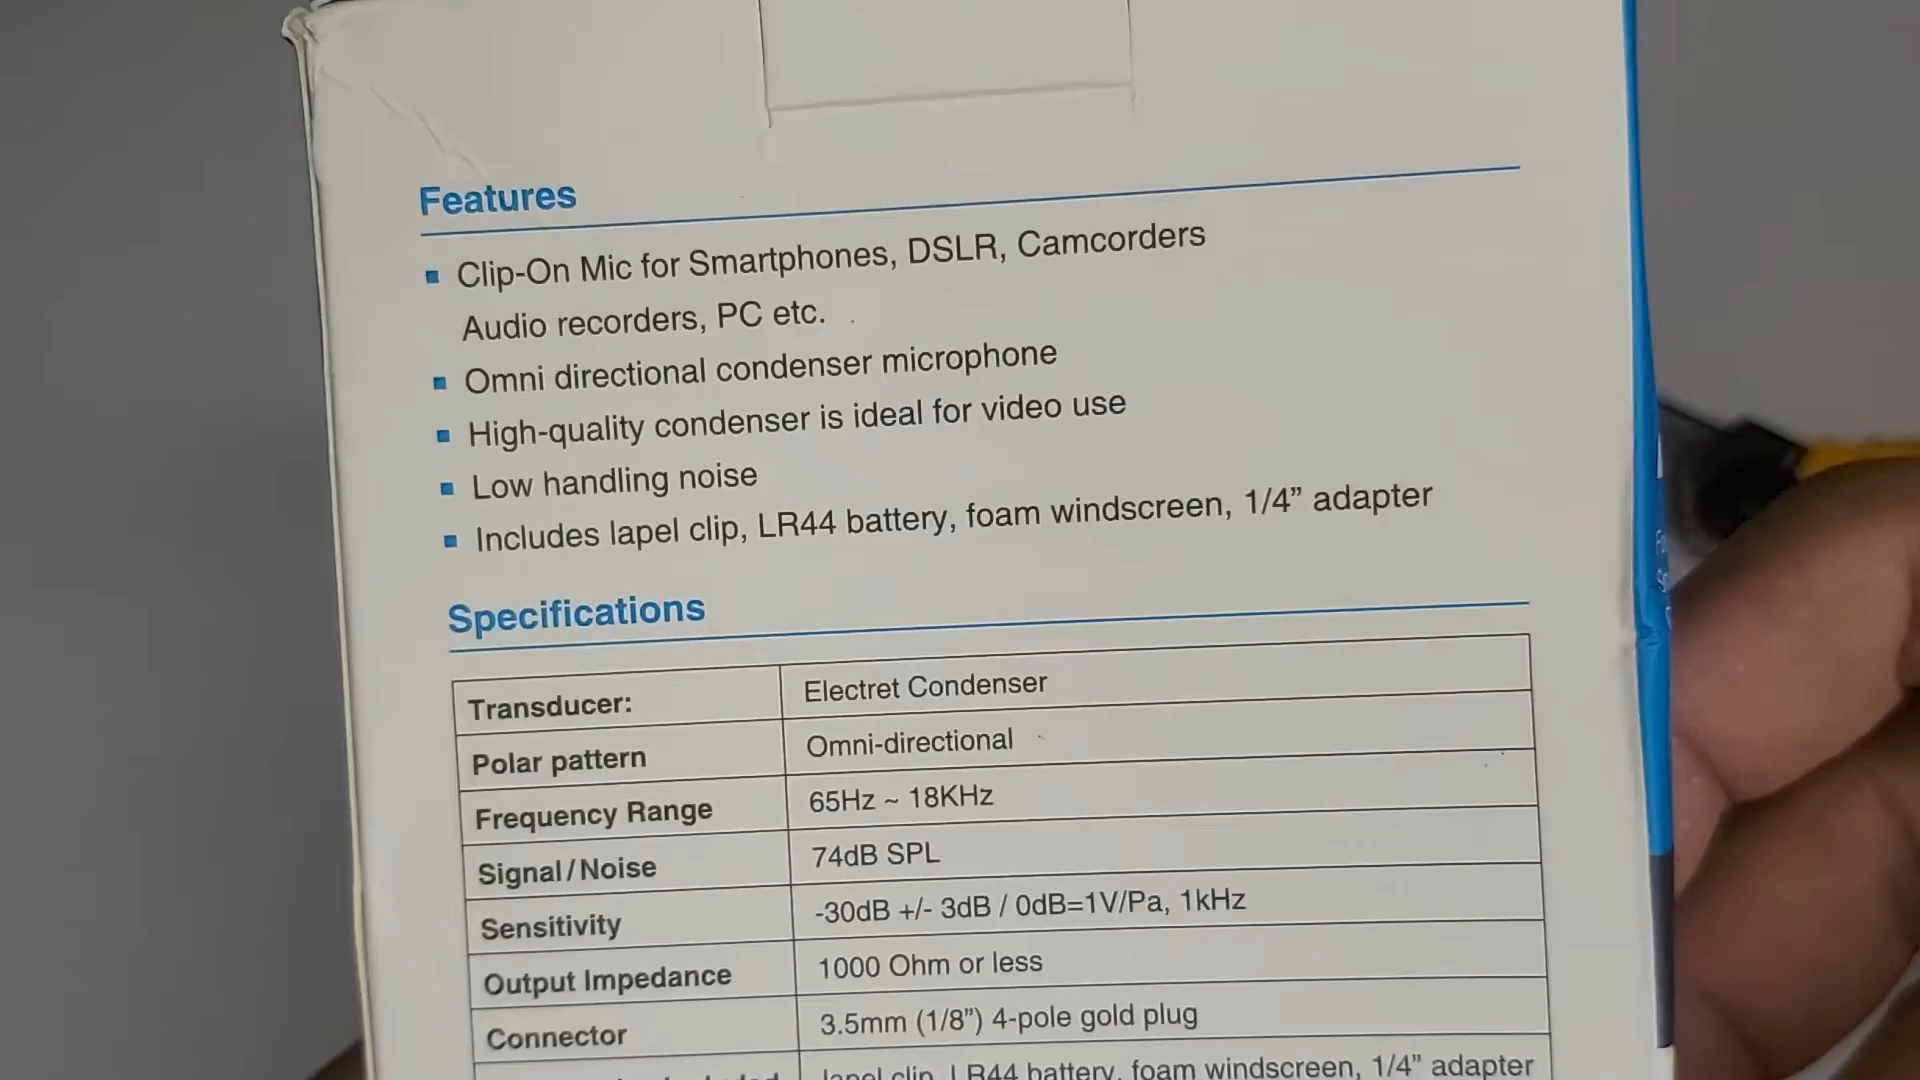 Features
Clip-On Mic for Smartphones, DSLR, Camcorders
Audio recorders, PC etc.
Omni directional condenser microphone
High-quality condenser is ideal for video use
Low handling noise
Includes lapel clip, LR44 battery, foam windscreen, 1/4” adapter
Specifications
Transducer: Electret Condenser
Polar pattern Omni-directional
Frequency Range 65Hz ~ 18KHz
Signal/Noise 74dB SPL
Sensitivity -30dB +/- 3dB / 0dB=1V/Pa, 1kHz
Output Impedance 1000 Ohm or less
Connector 3.5mm (1/8”) 4-pole gold plug
lapel clip, LR44 battery, foam windscreen, 1/4” adapter